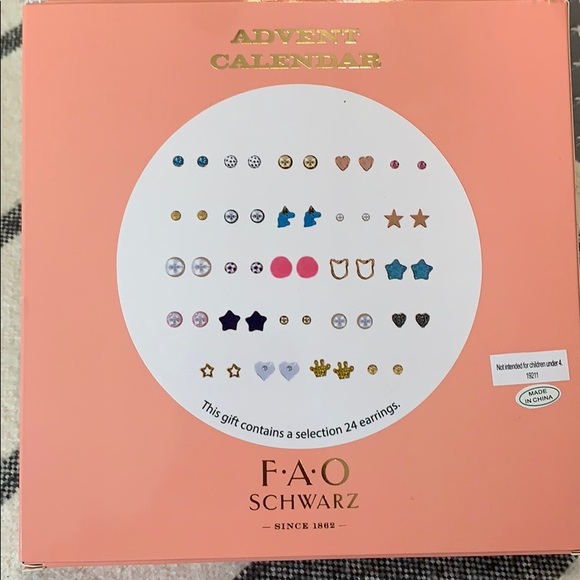 ADVENT
CALENDAR
This gift contains a selection 24 earrings.
Not intended for children under 4.
19211
MADE
IN CHINA
F·A·O
SCHWARZ
— SINCE 1862 —